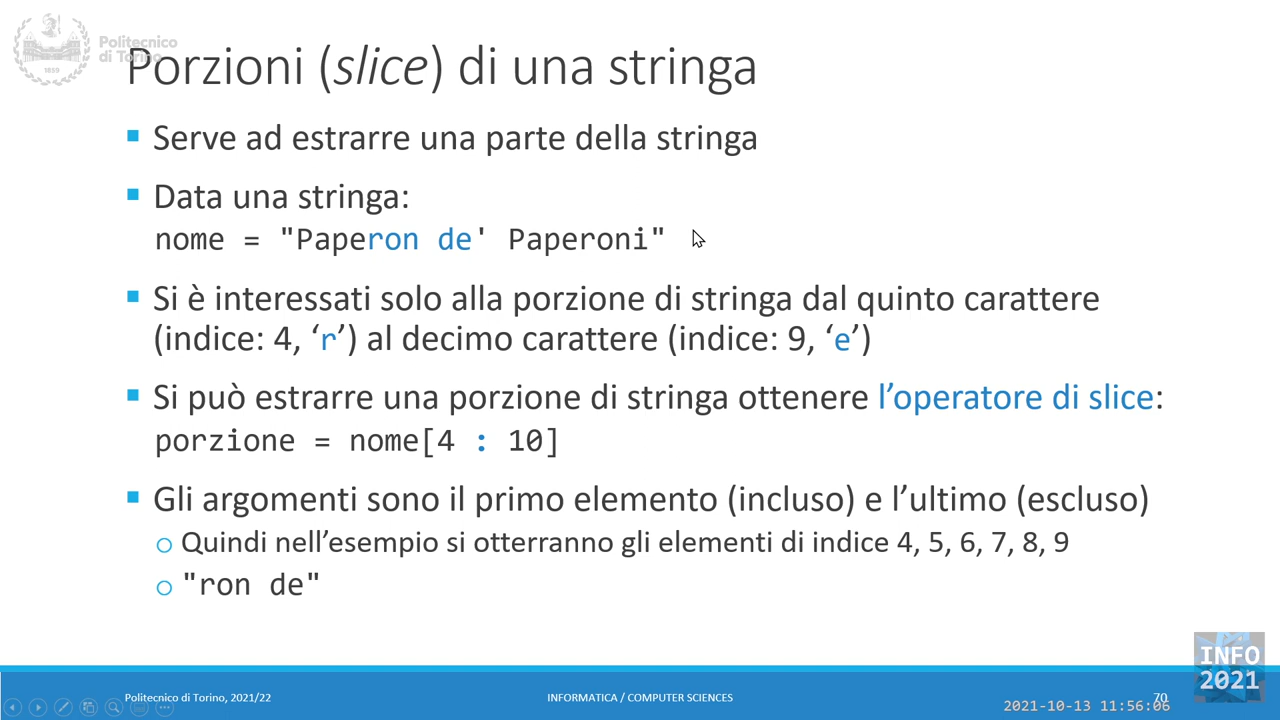 Politecnico
di Torino
1859
Porzioni (slice) di una stringa
Serve ad estrarre una parte della stringa
Data una stringa:
nome = "Paperon de' Paperoni"
Si è interessati solo alla porzione di stringa dal quinto carattere
(indice: 4, ‘r’) al decimo carattere (indice: 9, ‘e’)
Si può estrarre una porzione di stringa ottenere l’operatore di slice:
porzione = nome[4 : 10]
Gli argomenti sono il primo elemento (incluso) e l’ultimo (escluso)
Quindi nell’esempio si otterranno gli elementi di indice 4, 5, 6, 7, 8, 9
"ron de"
INFO
2021
Politecnico di Torino, 2021/22
INFORMATICA / COMPUTER SCIENCES
70
2021-10-13 11:56:06